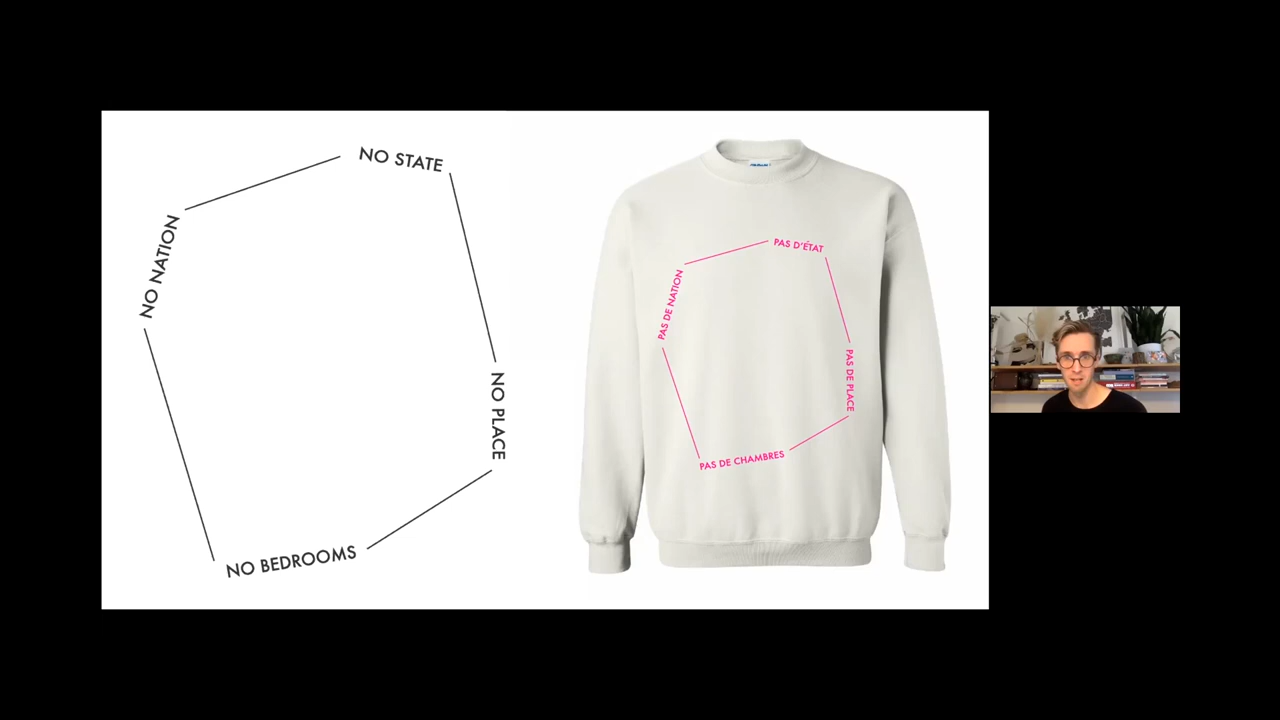 NO STATE
NO NATION
NO PLACE
NO BEDROOMS
PAS D'ÉTAT
PAS DE NATION
PAS DE PLACE
PAS DE CHAMBRES